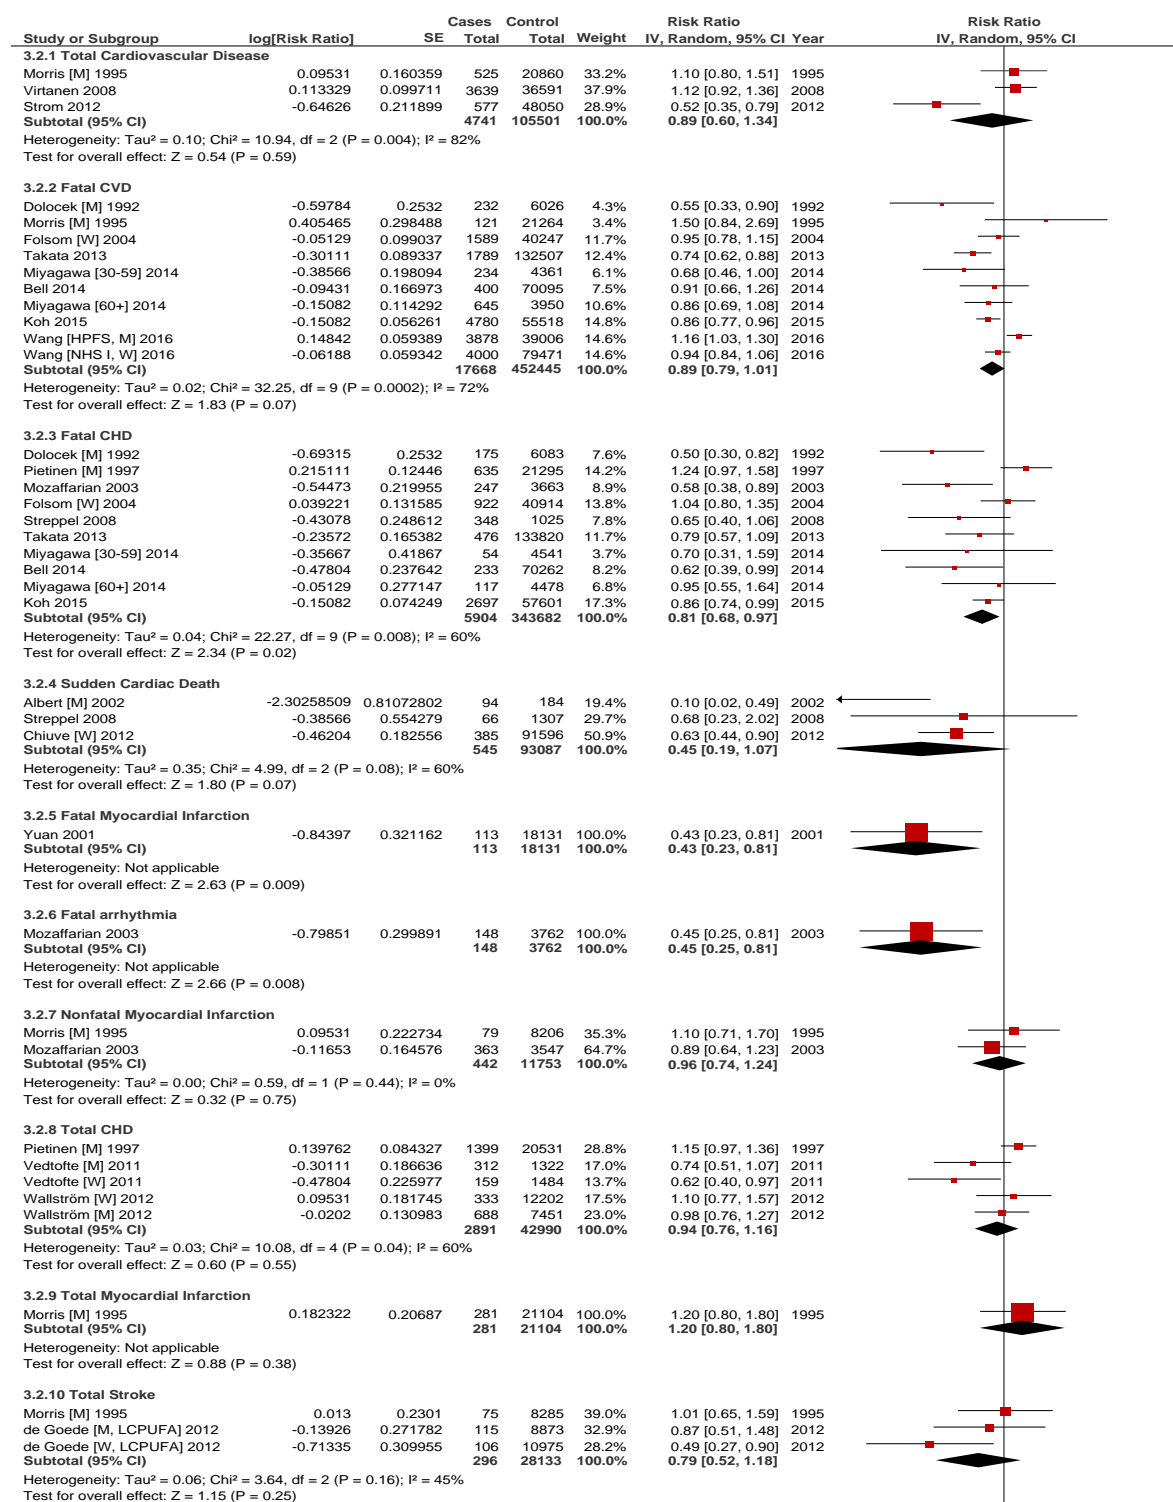 Cases Control Risk Ratio Risk Ratio
Study or Subgroup log[Risk Ratio] SE Total Total Weight IV, Random, 95% CI Year IV, Random, 95% CI
3.2.1 Total Cardiovascular Disease
Morris [M] 1995 0.09531 0.160359 525 20860 33.2% 1.10 [0.80, 1.51] 1995
Virtanen 2008 0.113329 0.099711 3639 36591 37.9% 1.12 [0.92, 1.36] 2008
Strom 2012 -0.64626 0.211899 577 48050 28.9% 0.52 [0.35, 0.79] 2012
Subtotal (95% CI) 4741 105501 100.0% 0.89 [0.60, 1.34]
Heterogeneity: Tau² = 0.10; Chi² = 10.94, df = 2 (P = 0.004); I² = 82%
Test for overall effect: Z = 0.54 (P = 0.59)
3.2.2 Fatal CVD
Dolocek [M] 1992 -0.59784 0.2532 232 6026 4.3% 0.55 [0.33, 0.90] 1992
Morris [M] 1995 0.405465 0.298488 121 21264 3.4% 1.50 [0.84, 2.69] 1995
Folsom [W] 2004 -0.05129 0.099037 1589 40247 11.7% 0.95 [0.78, 1.15] 2004
Takata 2013 -0.30111 0.089337 1789 132507 12.4% 0.74 [0.62, 0.88] 2013
Miyagawa [30-59] 2014 -0.38566 0.198094 234 4361 6.1% 0.68 [0.46, 1.00] 2014
Bell 2014 -0.09431 0.166973 400 70095 7.5% 0.91 [0.66, 1.26] 2014
Miyagawa [60+] 2014 -0.15082 0.114292 645 3950 10.6% 0.86 [0.69, 1.08] 2014
Koh 2015 -0.15082 0.056261 4780 55518 14.8% 0.86 [0.77, 0.96] 2015
Wang [HPFS, M] 2016 0.14842 0.059389 3878 39006 14.6% 1.16 [1.03, 1.30] 2016
Wang [NHS I, W] 2016 -0.06188 0.059342 4000 79471 14.6% 0.94 [0.84, 1.06] 2016
Subtotal (95% CI) 17668 452445 100.0% 0.89 [0.79, 1.01]
Heterogeneity: Tau² = 0.02; Chi² = 32.25, df = 9 (P = 0.0002); I² = 72%
Test for overall effect: Z = 1.83 (P = 0.07)
3.2.3 Fatal CHD
Dolocek [M] 1992 -0.69315 0.2532 175 6083 7.6% 0.50 [0.30, 0.82] 1992
Pietinen [M] 1997 0.215111 0.12446 635 21295 14.2% 1.24 [0.97, 1.58] 1997
Mozaffarian 2003 -0.54473 0.219955 247 3663 8.9% 0.58 [0.38, 0.89] 2003
Folsom [W] 2004 0.039221 0.131585 922 40914 13.8% 1.04 [0.80, 1.35] 2004
Streppel 2008 -0.43078 0.248612 348 1025 7.8% 0.65 [0.40, 1.06] 2008
Takata 2013 -0.23572 0.165382 476 133820 11.7% 0.79 [0.57, 1.09] 2013
Miyagawa [30-59] 2014 -0.35667 0.41867 54 4541 3.7% 0.70 [0.31, 1.59] 2014
Bell 2014 -0.47804 0.237642 233 70262 8.2% 0.62 [0.39, 0.99] 2014
Miyagawa [60+] 2014 -0.05129 0.277147 117 4478 6.8% 0.95 [0.55, 1.64] 2014
Koh 2015 -0.15082 0.074249 2697 57601 17.3% 0.86 [0.74, 0.99] 2015
Subtotal (95% CI) 5904 343682 100.0% 0.81 [0.68, 0.97]
Heterogeneity: Tau² = 0.04; Chi² = 22.27, df = 9 (P = 0.008); I² = 60%
Test for overall effect: Z = 2.34 (P = 0.02)
3.2.4 Sudden Cardiac Death
Albert [M] 2002 -2.30258509 0.81072802 94 184 19.4% 0.10 [0.02, 0.49] 2002
Streppel 2008 -0.38566 0.554279 66 1307 29.7% 0.68 [0.23, 2.02] 2008
Chiuve [W] 2012 -0.46204 0.182556 385 91596 50.9% 0.63 [0.44, 0.90] 2012
Subtotal (95% CI) 545 93087 100.0% 0.45 [0.19, 1.07]
Heterogeneity: Tau² = 0.35; Chi² = 4.99, df = 2 (P = 0.08); I² = 60%
Test for overall effect: Z = 1.80 (P = 0.07)
3.2.5 Fatal Myocardial Infarction
Yuan 2001 -0.84397 0.321162 113 18131 100.0% 0.43 [0.23, 0.81] 2001
Subtotal (95% CI) 113 18131 100.0% 0.43 [0.23, 0.81]
Heterogeneity: Not applicable
Test for overall effect: Z = 2.63 (P = 0.009)
3.2.6 Fatal arrhythmia
Mozaffarian 2003 -0.79851 0.299891 148 3762 100.0% 0.45 [0.25, 0.81] 2003
Subtotal (95% CI) 148 3762 100.0% 0.45 [0.25, 0.81]
Heterogeneity: Not applicable
Test for overall effect: Z = 2.66 (P = 0.008)
3.2.7 Nonfatal Myocardial Infarction
Morris [M] 1995 0.09531 0.222734 79 8206 35.3% 1.10 [0.71, 1.70] 1995
Mozaffarian 2003 -0.11653 0.164576 363 3547 64.7% 0.89 [0.64, 1.23] 2003
Subtotal (95% CI) 442 11753 100.0% 0.96 [0.74, 1.24]
Heterogeneity: Tau² = 0.00; Chi² = 0.59, df = 1 (P = 0.44); I² = 0%
Test for overall effect: Z = 0.32 (P = 0.75)
3.2.8 Total CHD
Pietinen [M] 1997 0.139762 0.084327 1399 20531 28.8% 1.15 [0.97, 1.36] 1997
Vedtofte [M] 2011 -0.30111 0.186636 312 1322 17.0% 0.74 [0.51, 1.07] 2011
Vedtofte [W] 2011 -0.47804 0.225977 159 1484 13.7% 0.62 [0.40, 0.97] 2011
Wallström [W] 2012 0.09531 0.181745 333 12202 17.5% 1.10 [0.77, 1.57] 2012
Wallström [M] 2012 -0.0202 0.130983 688 7451 23.0% 0.98 [0.76, 1.27] 2012
Subtotal (95% CI) 2891 42990 100.0% 0.94 [0.76, 1.16]
Heterogeneity: Tau² = 0.03; Chi² = 10.08, df = 4 (P = 0.04); I² = 60%
Test for overall effect: Z = 0.60 (P = 0.55)
3.2.9 Total Myocardial Infarction
Morris [M] 1995 0.182322 0.20687 281 21104 100.0% 1.20 [0.80, 1.80] 1995
Subtotal (95% CI) 281 21104 100.0% 1.20 [0.80, 1.80]
Heterogeneity: Not applicable
Test for overall effect: Z = 0.88 (P = 0.38)
3.2.10 Total Stroke
Morris [M] 1995 0.013 0.2301 75 8285 39.0% 1.01 [0.65, 1.59] 1995
de Goede [M, LCPUFA] 2012 -0.13926 0.271782 115 8873 32.9% 0.87 [0.51, 1.48] 2012
de Goede [W, LCPUFA] 2012 -0.71335 0.309955 106 10975 28.2% 0.49 [0.27, 0.90] 2012
Subtotal (95% CI) 296 28133 100.0% 0.79 [0.52, 1.18]
Heterogeneity: Tau² = 0.06; Chi² = 3.64, df = 2 (P = 0.16); I² = 45%
Test for overall effect: Z = 1.15 (P = 0.25)